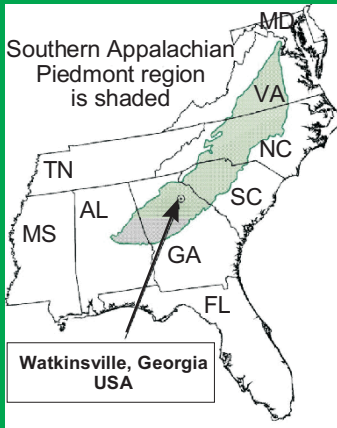 MD
Southern Appalachian
Piedmont region
is shaded
VA
NC
TN
SC
AL
MS
GA
FL
Watkinsville, Georgia
USA